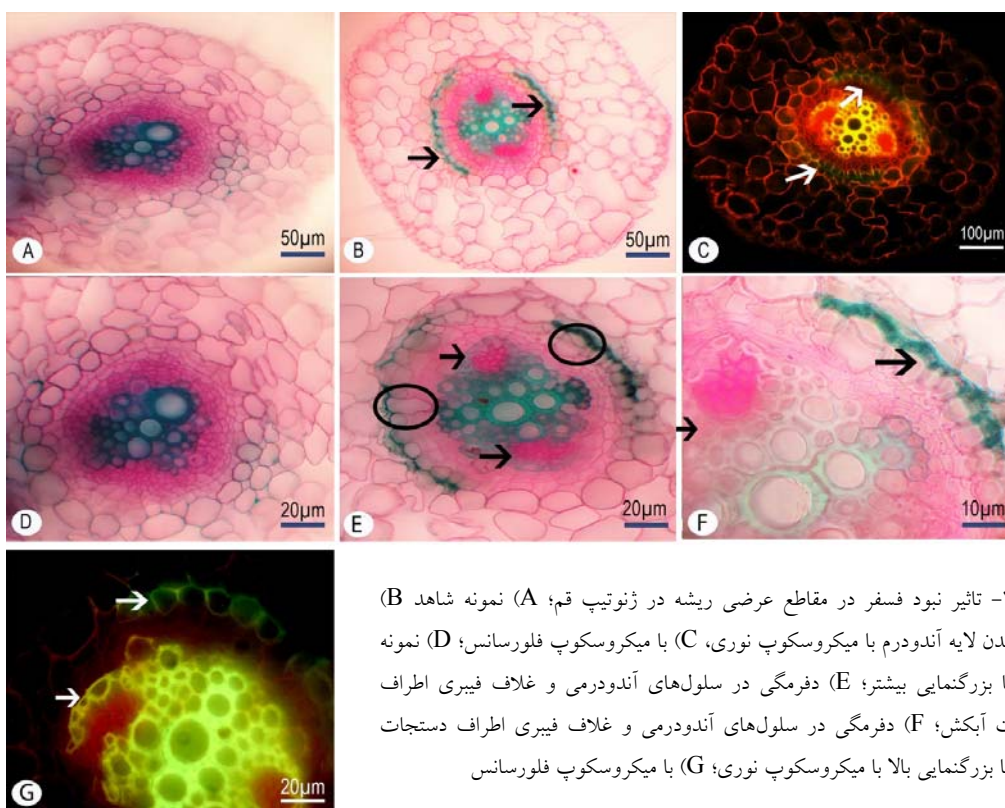 A
50µm
B
50µm
C
100µm
D
20µm
E
20µm
F
10µm
G
20µm
– تاثیر نبود فسفر در مقاطع عرضی ریشه در ژنوتیپ قم؛ A) نمونه شاهد B)
لایه آندودرم با میکروسکوپ نوری، C) با میکروسکوپ فلورسانس؛ D) نمونه
بزرگنمایی بیشتر؛ E) دفرمگی در سلول‌های آندودرمی و غلاف فیبری اطراف
آبکش؛ F) دفرمگی در سلول‌های آندودرمی و غلاف فیبری اطراف دستجات
بزرگنمایی بالا با میکروسکوپ نوری؛ G) با میکروسکوپ فلورسانس